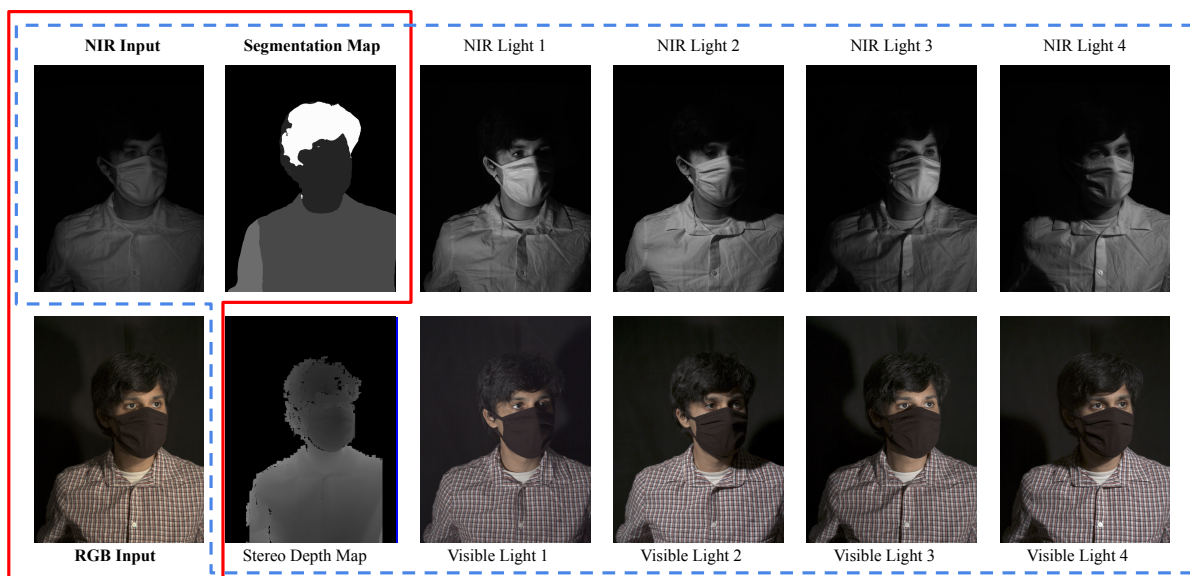 NIR Input
Segmentation Map
NIR Light 1
NIR Light 2
NIR Light 3
NIR Light 4
RGB Input
Stereo Depth Map
Visible Light 1
Visible Light 2
Visible Light 3
Visible Light 4